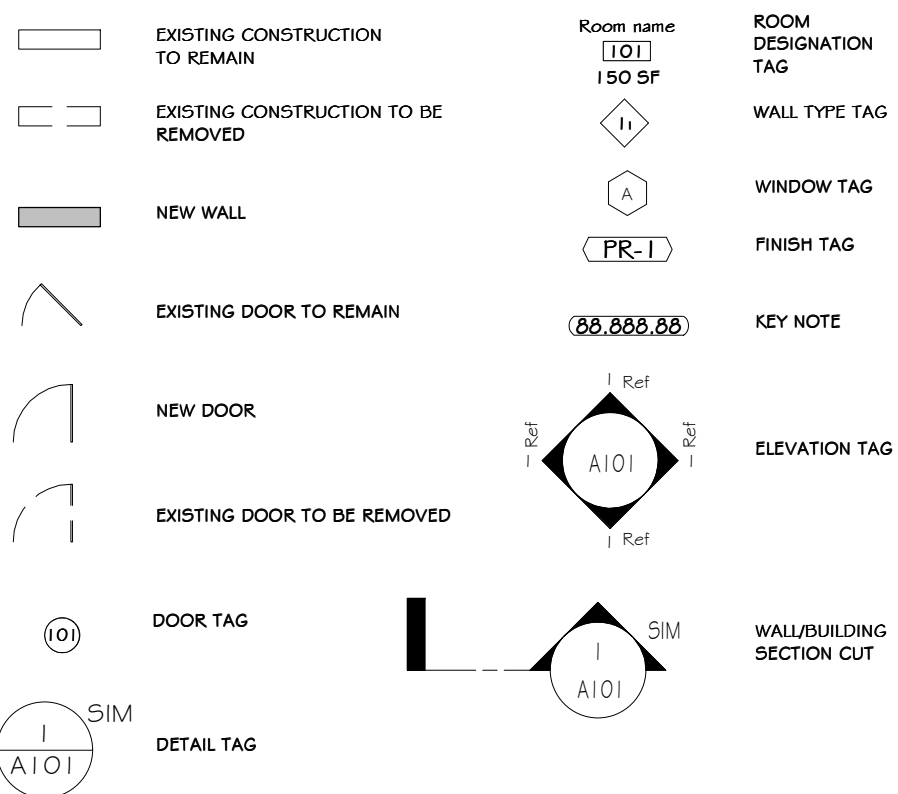 EXISTING CONSTRUCTION
TO REMAIN
EXISTING CONSTRUCTION TO BE
REMOVED
NEW WALL
EXISTING DOOR TO REMAIN
NEW DOOR
EXISTING DOOR TO BE REMOVED
101
DOOR TAG
1
SIM
A101
DETAIL TAG
Room name
101
150 SF
ROOM
DESIGNATION
TAG
1i
WALL TYPE TAG
A
WINDOW TAG
PR-1
FINISH TAG
88.888.88
KEY NOTE
1 Ref
1 Ref
A101
1 Ref
1 Ref
ELEVATION TAG
1
SIM
A101
WALL/BUILDING
SECTION CUT